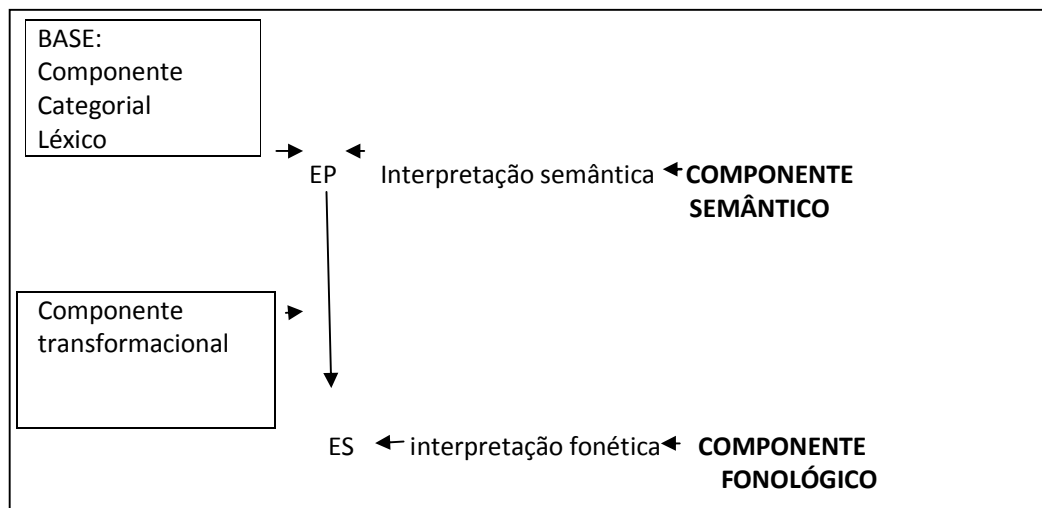 BASE:
Componente
Categorial
Léxico
EP Interpretação semântica COMPONENTE
SEMÂNTICO
Componente
transformacional
ES interpretação fonética COMPONENTE
FONOLÓGICO